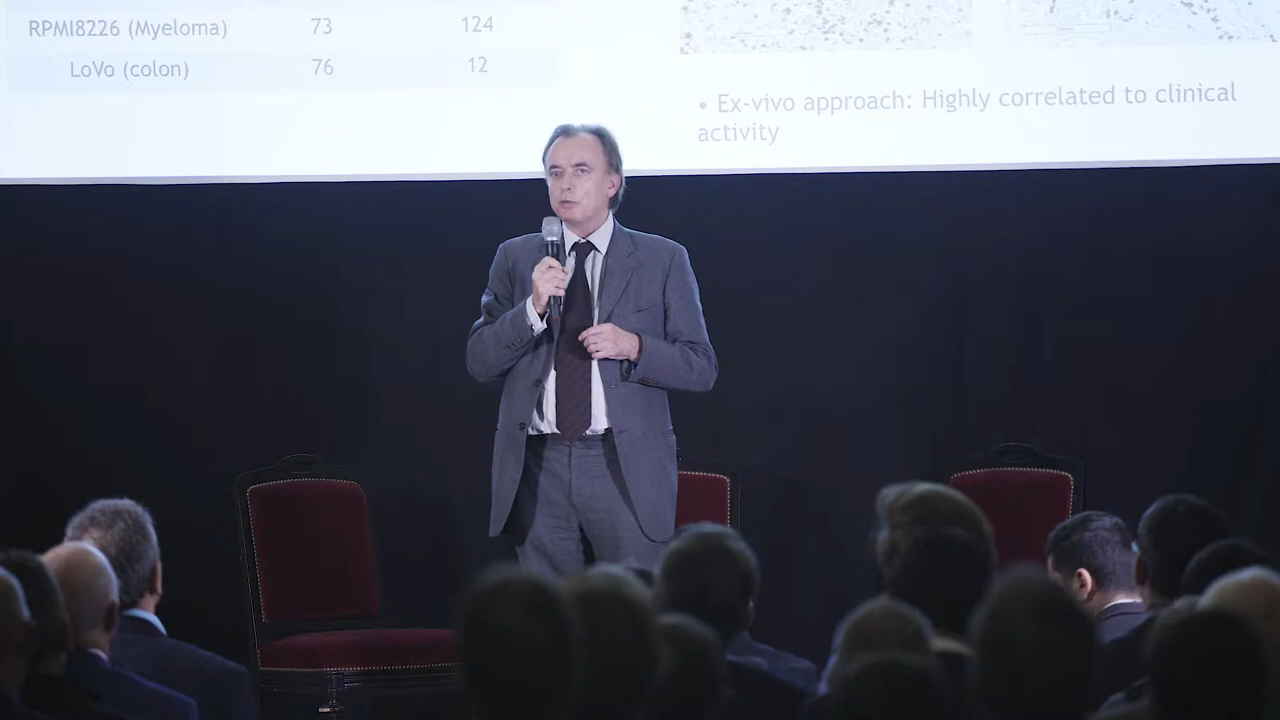 RPMI8226 (Myeloma) 73 124
LoVo (colon) 76 12
• Ex-vivo approach: Highly correlated to clinical
activity